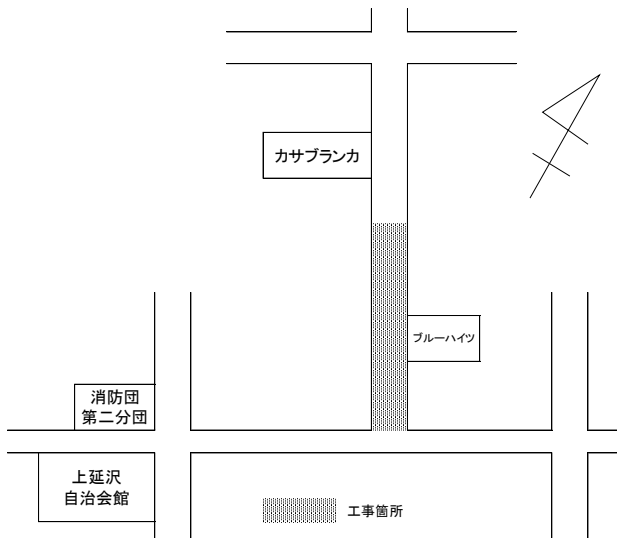 カサブランカ
ブルーハイツ
消防団
第二分団
上延沢
自治会館
工事箇所